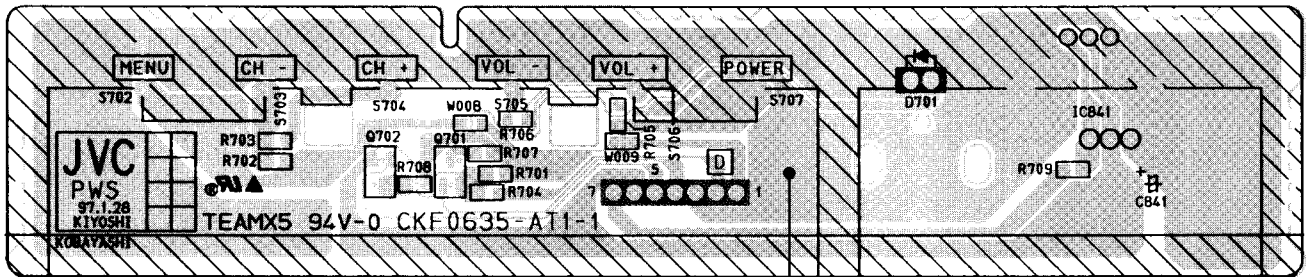 MENU CH - CH + VOL - VOL + POWER
D701
S702 S703 S704 W008 S705 S707
IC841
R703 Q702 Q701 R706 R705 S706
R702 R707 W009
JVC R708 R701 S D R709
PWS R704 7 1 +
97.1.28 C841
KIYOSHI TEAMX5 94V-0 CKF0635-AT1-1
KOBAYASHI